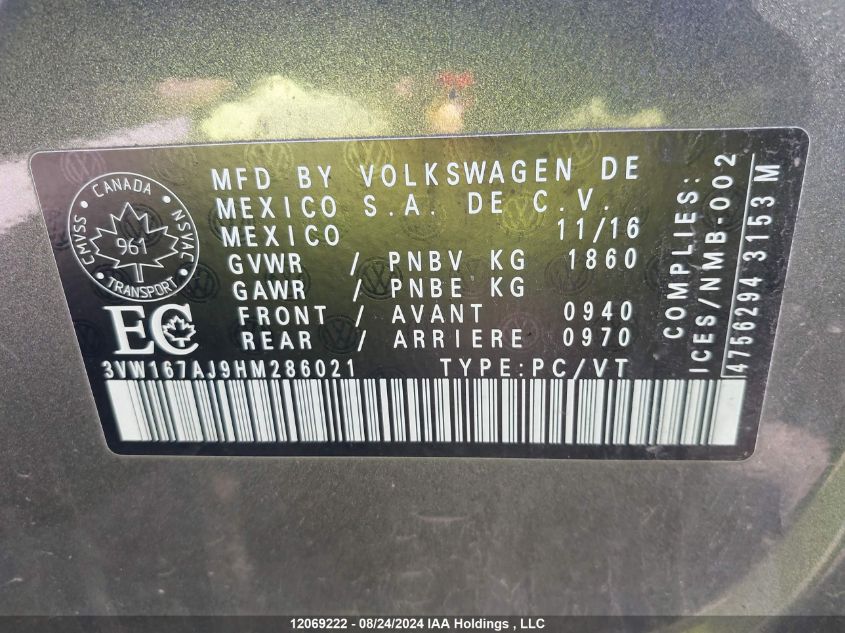 MFD BY VOLKSWAGEN DE
MEXICO S.A. DE C.V.
MEXICO 11/16
GVWR / PNBV KG 1860
GAWR / PNBE KG
FRONT / AVANT 0940
REAR / ARRIERE 0970
3VW167AJ9HM286021 TYPE:PC/VT
CANADA
CMVSS NSVAC
961
TRANSPORT
EC
COMPLIES:
ICES/NMB-002
4756294 3153 M
12069222 - 08/24/2024 IAA Holdings , LLC